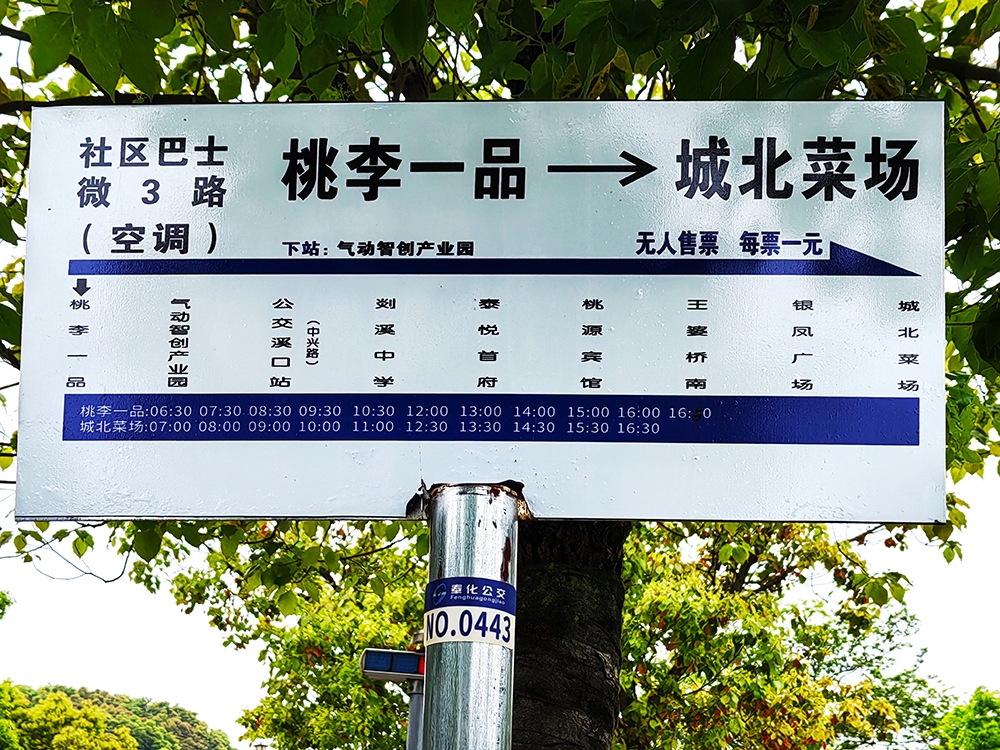 社区巴士
微 3 路
（空调）
桃李一品→城北菜场
下站：气动智创产业园
无人售票 每票一元
桃李一品
气动智创产业园
公交溪口站
（中兴路）
剡溪中学
泰悦首府
桃源宾馆
王婆桥南
银凤广场
城北菜场
桃李一品:06:30 07:30 08:30 09:30 10:30 12:00 13:00 14:00 15:00 16:00
城北菜场:07:00 08:00 09:00 10:00 11:00 12:30 13:30 14:30 15:30 16:30
奉化公交
Fenghuagongjiao
NO.0443